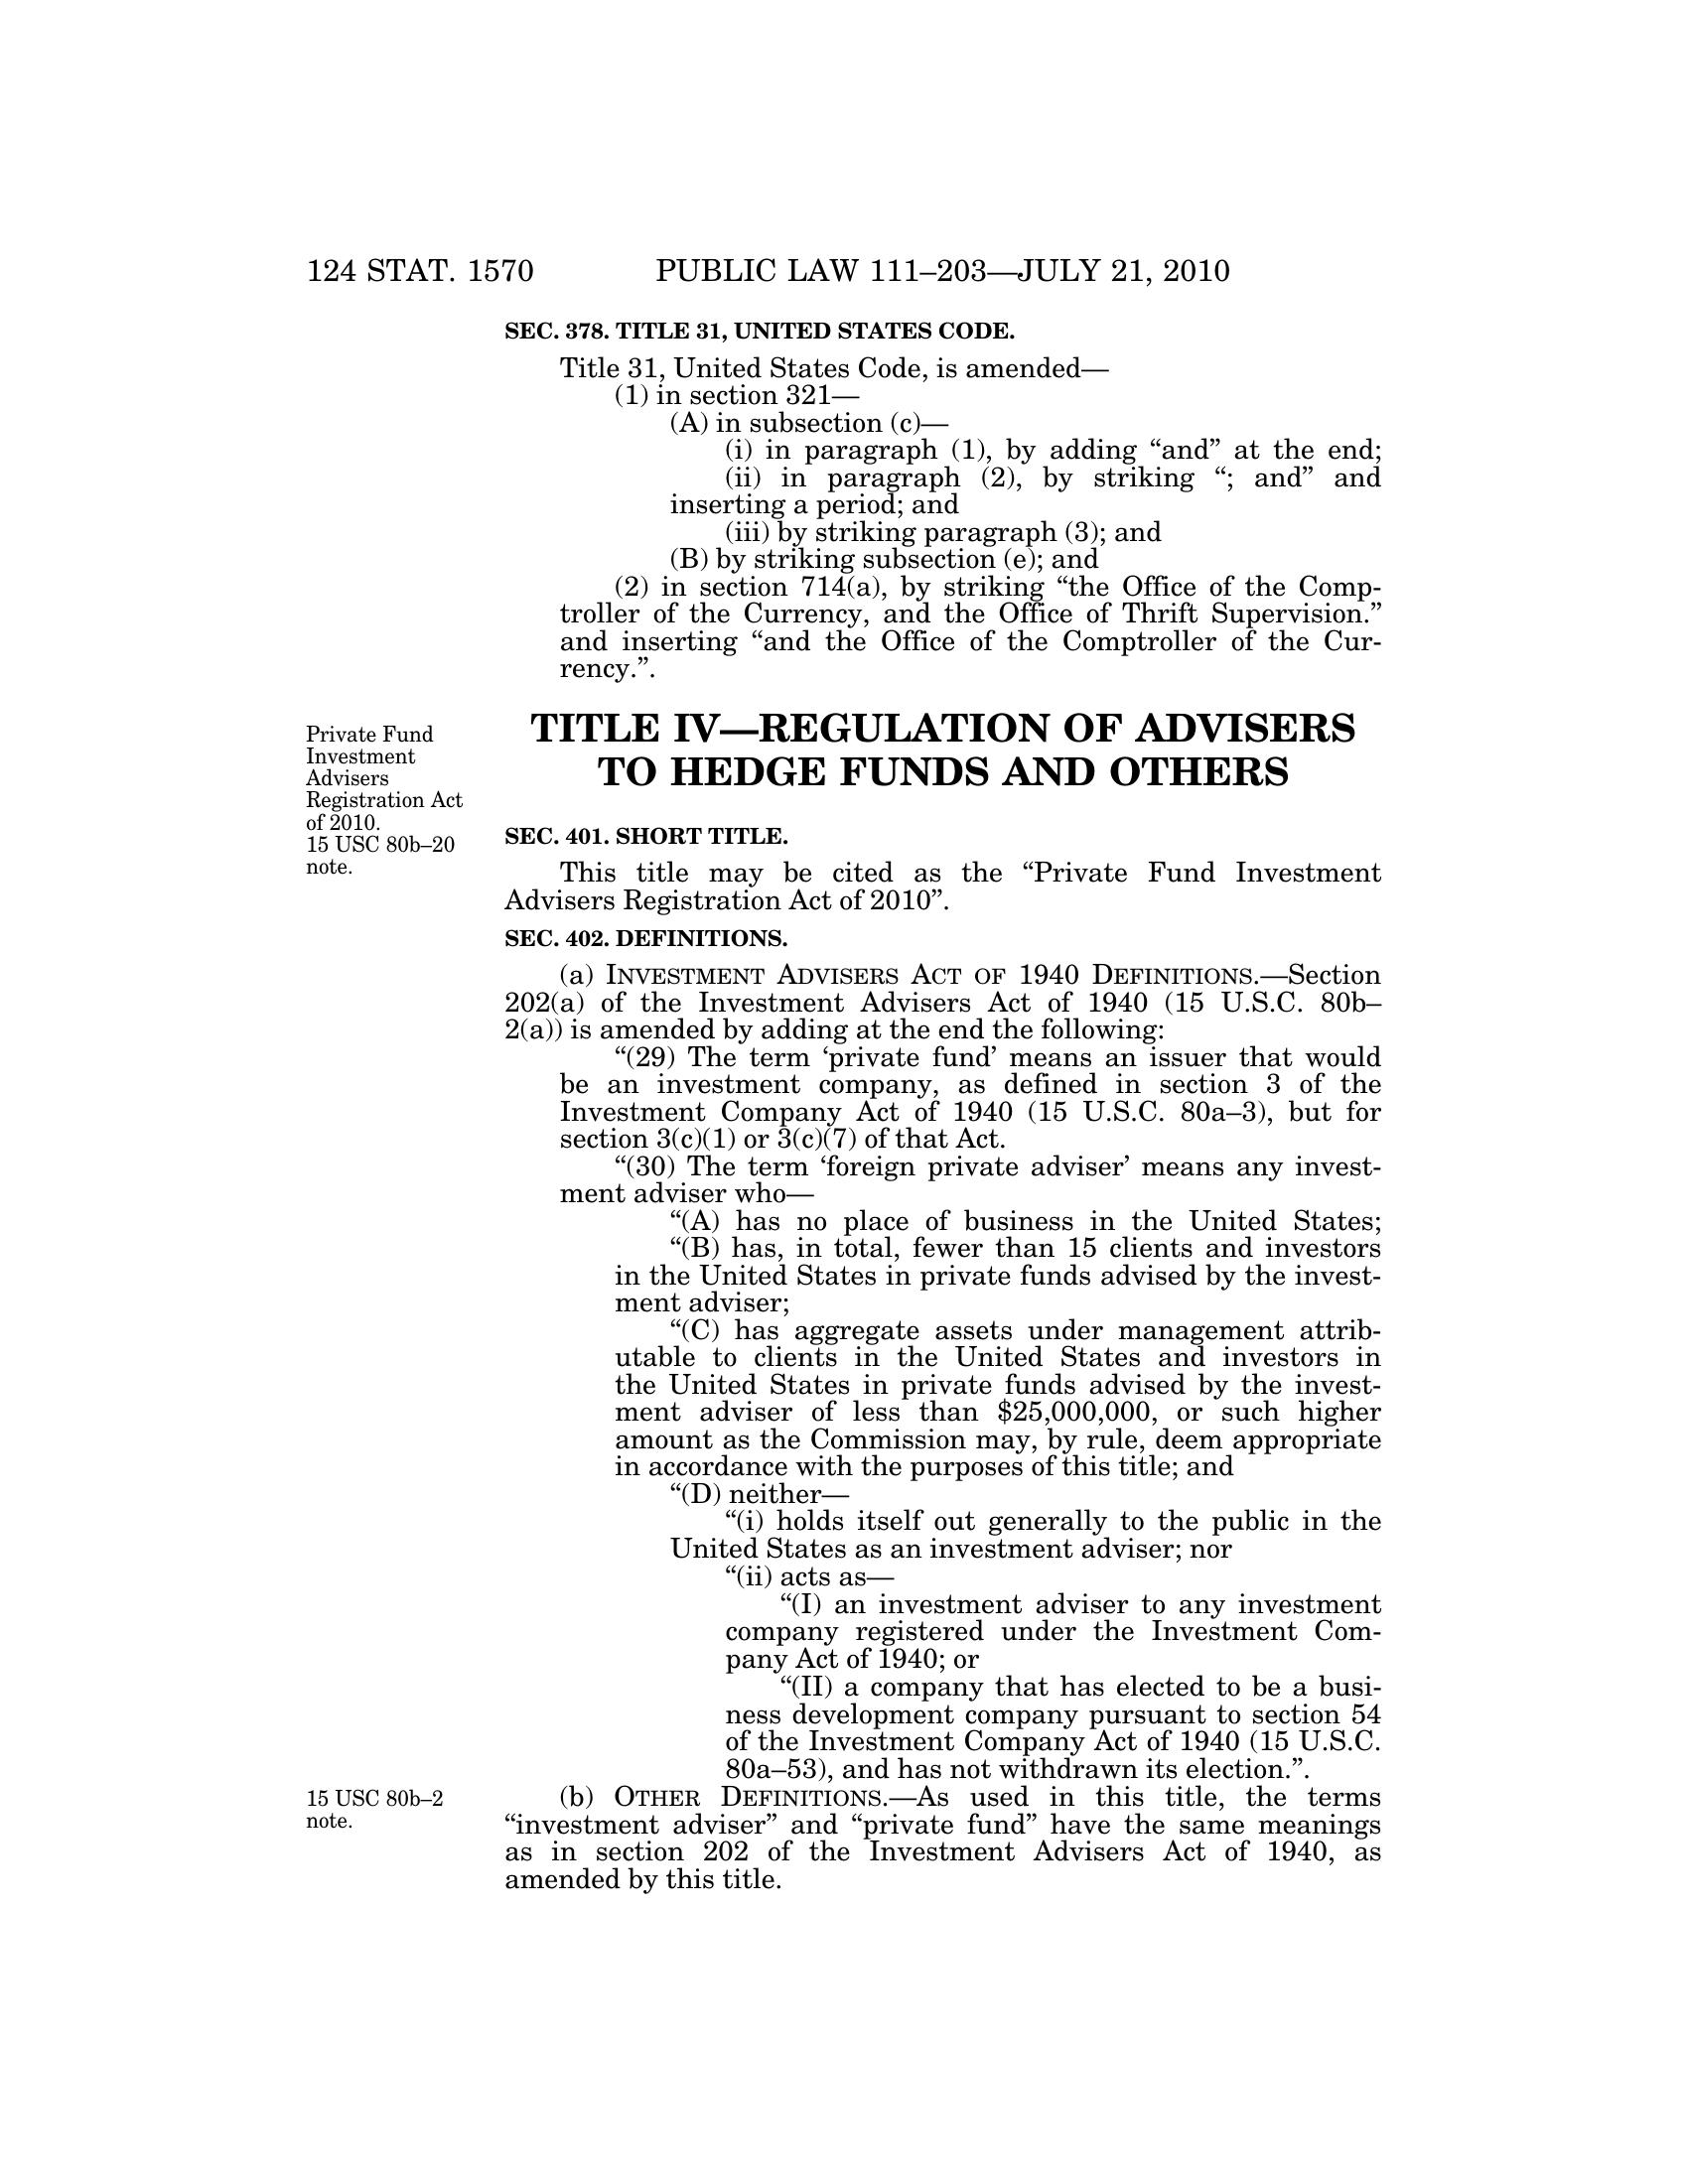 124 STAT. 1570 PUBLIC LAW 111–203—JULY 21, 2010
SEC. 378. TITLE 31, UNITED STATES CODE.
Title 31, United States Code, is amended—
(1) in section 321—
(A) in subsection (c)—
(i) in paragraph (1), by adding “and” at the end;
(ii) in paragraph (2), by striking “; and” and
inserting a period; and
(iii) by striking paragraph (3); and
(B) by striking subsection (e); and
(2) in section 714(a), by striking “the Office of the Comp-
troller of the Currency, and the Office of Thrift Supervision.”
and inserting “and the Office of the Comptroller of the Cur-
rency.”.
Private Fund
Investment
Advisers
Registration Act
of 2010.
15 USC 80b–20
note.
TITLE IV—REGULATION OF ADVISERS
TO HEDGE FUNDS AND OTHERS
SEC. 401. SHORT TITLE.
This title may be cited as the “Private Fund Investment
Advisers Registration Act of 2010”.
SEC. 402. DEFINITIONS.
(a) INVESTMENT ADVISERS ACT OF 1940 DEFINITIONS.—Section
202(a) of the Investment Advisers Act of 1940 (15 U.S.C. 80b–
2(a)) is amended by adding at the end the following:
“(29) The term ‘private fund’ means an issuer that would
be an investment company, as defined in section 3 of the
Investment Company Act of 1940 (15 U.S.C. 80a–3), but for
section 3(c)(1) or 3(c)(7) of that Act.
“(30) The term ‘foreign private adviser’ means any invest-
ment adviser who—
“(A) has no place of business in the United States;
“(B) has, in total, fewer than 15 clients and investors
in the United States in private funds advised by the invest-
ment adviser;
“(C) has aggregate assets under management attrib-
utable to clients in the United States and investors in
the United States in private funds advised by the invest-
ment adviser of less than $25,000,000, or such higher
amount as the Commission may, by rule, deem appropriate
in accordance with the purposes of this title; and
“(D) neither—
“(i) holds itself out generally to the public in the
United States as an investment adviser; nor
“(ii) acts as—
“(I) an investment adviser to any investment
company registered under the Investment Com-
pany Act of 1940; or
“(II) a company that has elected to be a busi-
ness development company pursuant to section 54
of the Investment Company Act of 1940 (15 U.S.C.
80a–53), and has not withdrawn its election.”.
15 USC 80b–2
note.
(b) OTHER DEFINITIONS.—As used in this title, the terms
“investment adviser” and “private fund” have the same meanings
as in section 202 of the Investment Advisers Act of 1940, as
amended by this title.